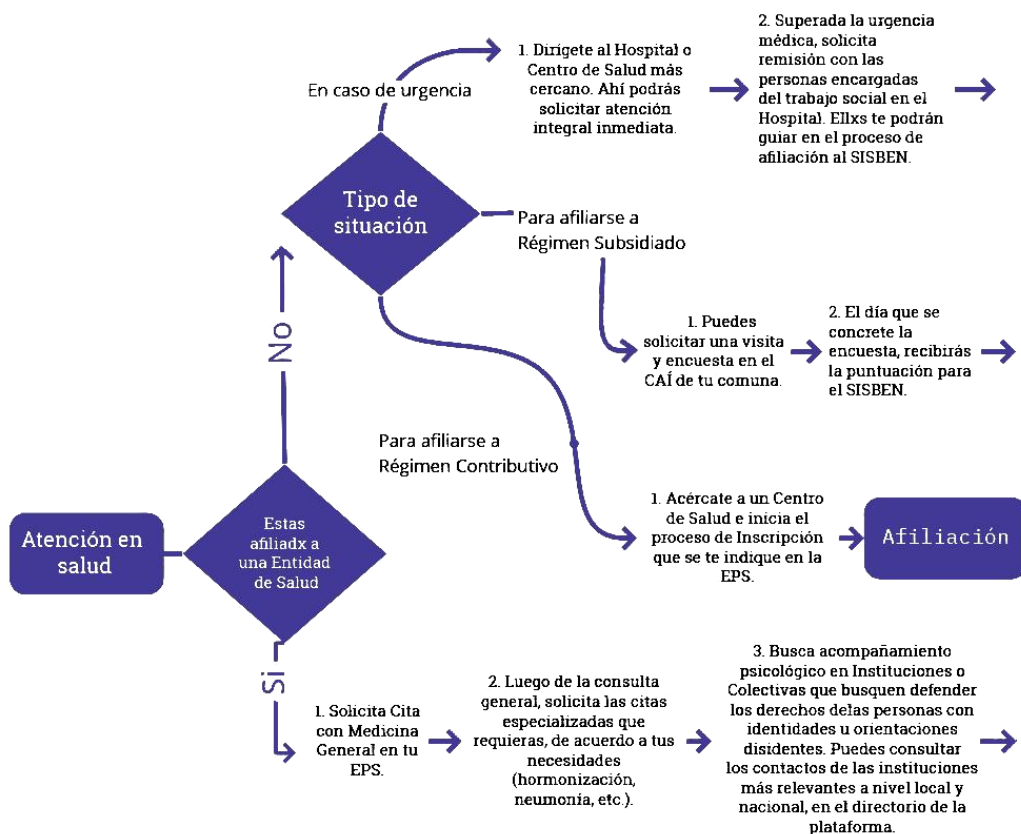 En caso de urgencia
1. Dirígete al Hospital o
Centro de Salud más
cercano. Ahí podrás
solicitar atención
integral inmediata.
2. Superada la urgencia
médica, solicita
remisión con las
personas encargadas
del trabajo social en el
Hospital. Ellxs te podrán
guiar en el proceso de
afiliación al SISBEN.
Tipo de
situación
Para afiliarse a
Régimen Subsidiado
1. Puedes
solicitar una visita
y encuesta en el
CAÍ de tu comuna.
2. El día que se
concrete la
encuesta, recibirás
la puntuación para
el SISBEN.
No
Para afiliarse a
Régimen Contributivo
1. Acércate a un Centro
de Salud e inicia el
proceso de Inscripción
que se te indique en la
EPS.
Afiliación
Atención en
salud
Estas
afiliadx a
una Entidad
de Salud
Si
1. Solicita Cita
con Medicina
General en tu
EPS.
2. Luego de la consulta
general, solicita las citas
especializadas que
requieras, de acuerdo a tus
necesidades
(hormonización,
neumonía, etc.).
3. Busca acompañamiento
psicológico en Instituciones o
Colectivas que busquen defender
los derechos delas personas con
identidades u orientaciones
disidentes. Puedes consultar
los contactos de las instituciones
más relevantes a nivel local y
nacional, en el directorio de la
plataforma.